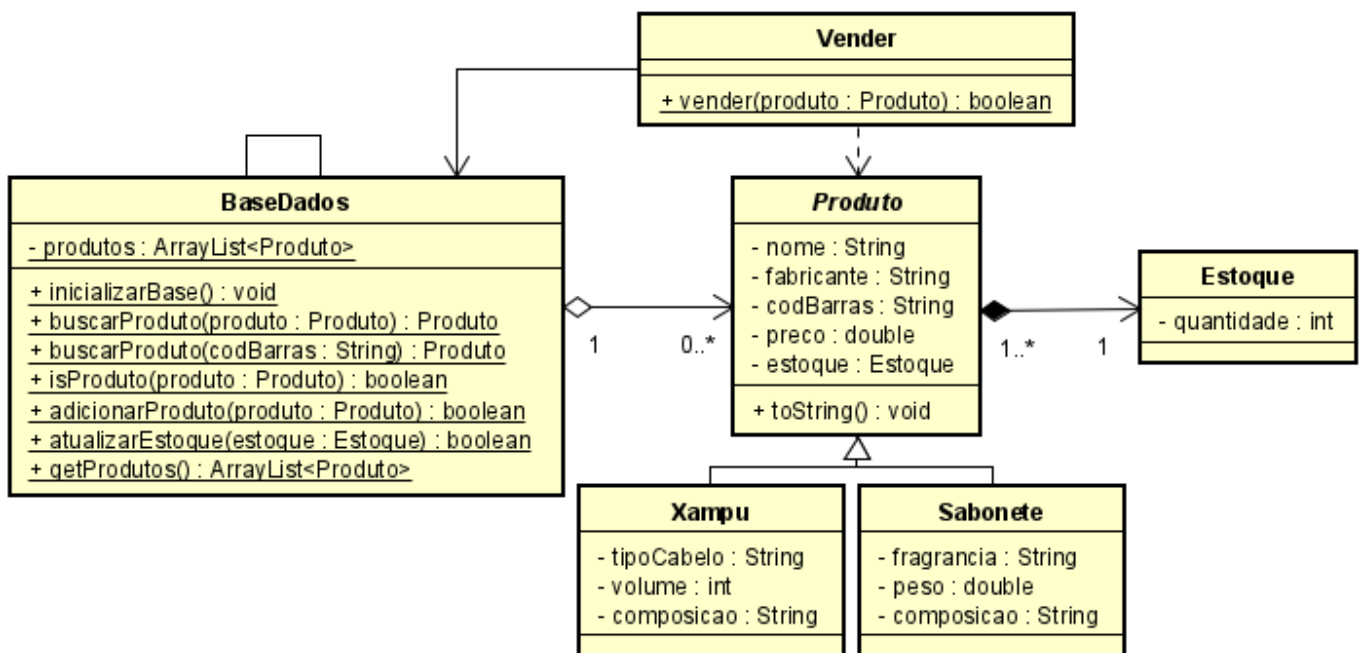 Vender
+ vender(produto : Produto) : boolean
BaseDados
- produtos : ArrayList<Produto>
+ inicializarBase() : void
+ buscarProduto(produto : Produto) : Produto
+ buscarProduto(codBarras : String) : Produto
+ isProduto(produto : Produto) : boolean
+ adicionarProduto(produto : Produto) : boolean
+ atualizarEstoque(estoque : Estoque) : boolean
+ getProdutos() : ArrayList<Produto>
1
0..*
Produto
- nome : String
- fabricante : String
- codBarras : String
- preco : double
- estoque : Estoque
+ toString() : void
1..*
1
Estoque
- quantidade : int
Xampu
- tipoCabelo : String
- volume : int
- composicao : String
Sabonete
- fragrancia : String
- peso : double
- composicao : String